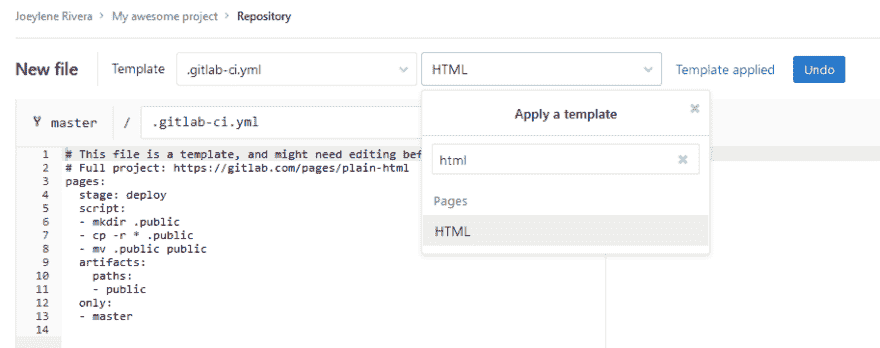 Joeylene Rivera > My awesome project > Repository
New file Template .gitlab-ci.yml HTML Template applied Undo
Apply a template
master / .gitlab-ci.yml
html
Pages
HTML
1 # This file is a template, and might need editing bef
2 # Full project: https://gitlab.com/pages/plain-html
3 pages:
4 stage: deploy
5 script:
6 - mkdir .public
7 - cp -r * .public
8 - mv .public public
9 artifacts:
10 paths:
11 - public
12 only:
13 - master
14